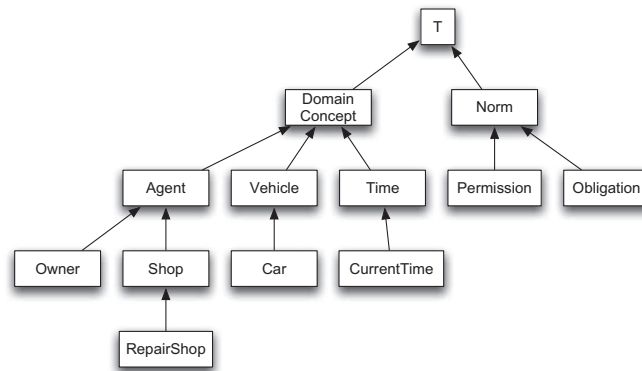 T
Domain
Concept
Norm
Agent
Vehicle
Time
Permission
Obligation
Owner
Shop
Car
CurrentTime
RepairShop